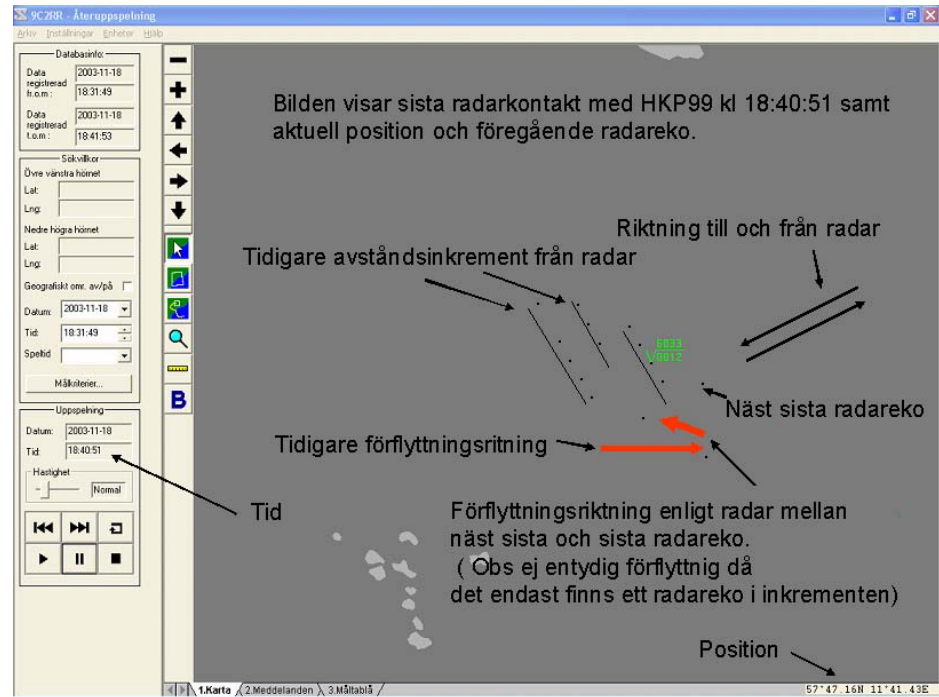 9C2RR - Återuppspelning
Arkiv Inställningar Enheter Hjälp
Databasinfo:
Data registrerad fr.o.m : 2003-11-18
18:31:49
Data registrerad t.o.m : 2003-11-18
18:41:53
Sökvillkor
Övre vänstra hörnet
Lat:
Lng:
Nedre högra hörnet
Lat:
Lng:
Geografiskt omr. av/på
Datum: 2003-11-18
Tid: 18:31:49
Speltid
Målkriterier...
Uppspelning
Datum: 2003-11-18
Tid: 18:40:51
Hastighet
Normal
B
Bilden visar sista radarkontakt med HKP99 kl 18:40:51 samt
aktuell position och föregående radareko.
Riktning till och från radar
Tidigare avståndsinkrement från radar
6033
0012
Näst sista radareko
Tidigare förflyttningsritning
Tid
Förflyttningsriktning enligt radar mellan
näst sista och sista radareko.
( Obs ej entydig förflyttnig då
det endast finns ett radareko i inkrementen)
Position
1.Karta 2.Meddelanden 3.Måltablå
57°47.16N 11°41.43E